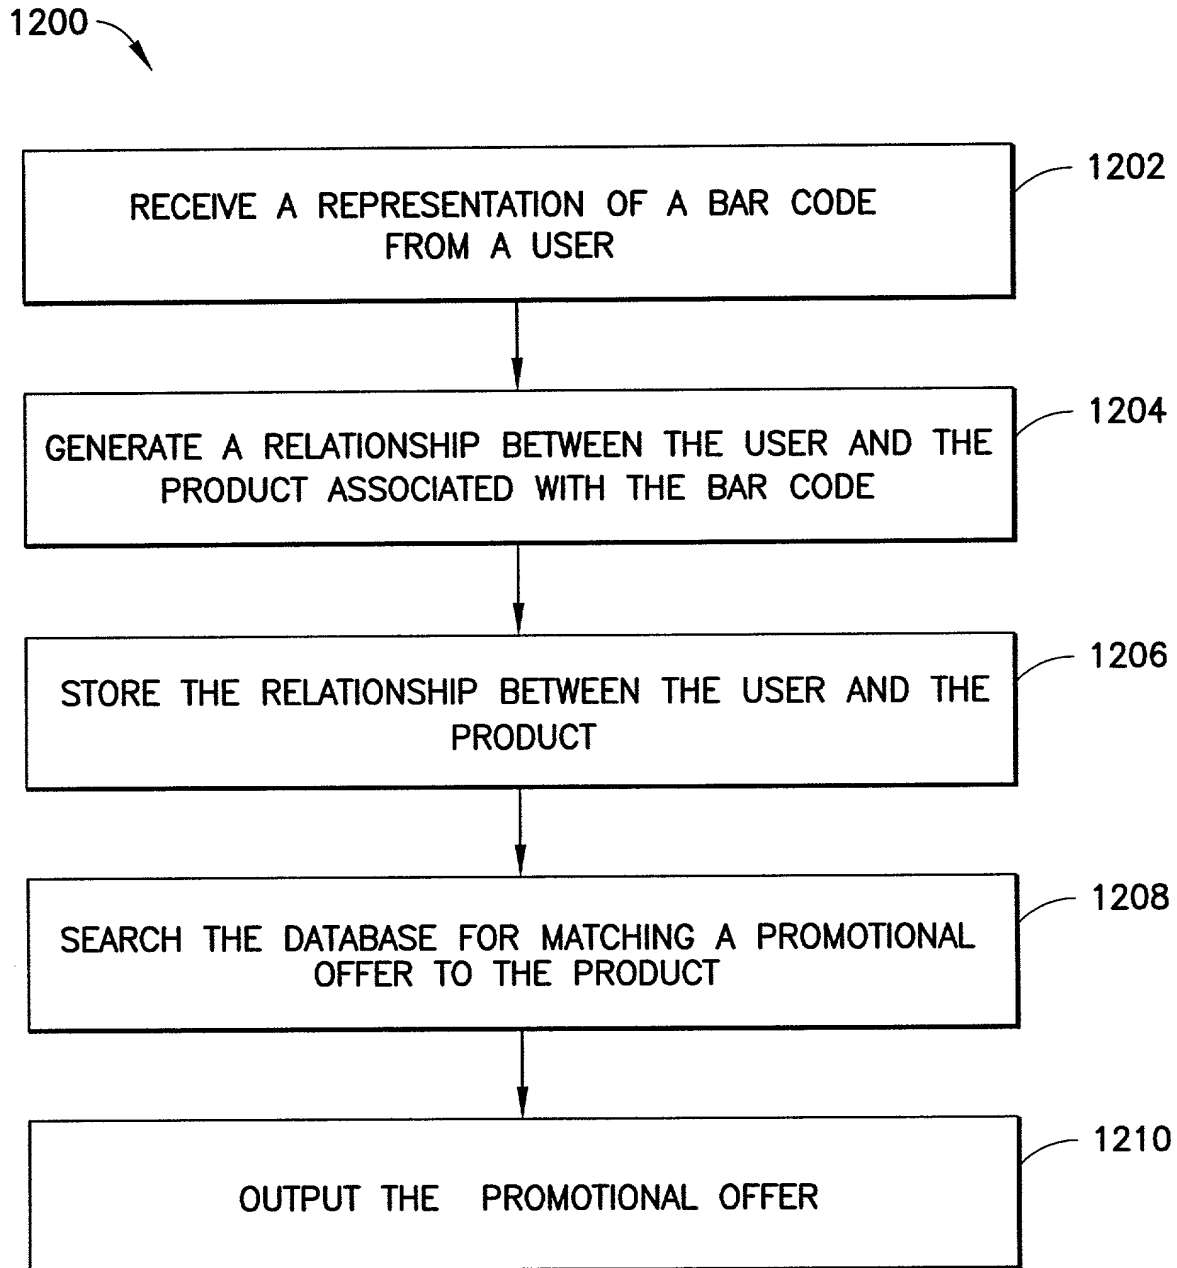 1200
1202
RECEIVE A REPRESENTATION OF A BAR CODE
FROM A USER
1204
GENERATE A RELATIONSHIP BETWEEN THE USER AND THE
PRODUCT ASSOCIATED WITH THE BAR CODE
1206
STORE THE RELATIONSHIP BETWEEN THE USER AND THE
PRODUCT
1208
SEARCH THE DATABASE FOR MATCHING A PROMOTIONAL
OFFER TO THE PRODUCT
1210
OUTPUT THE PROMOTIONAL OFFER